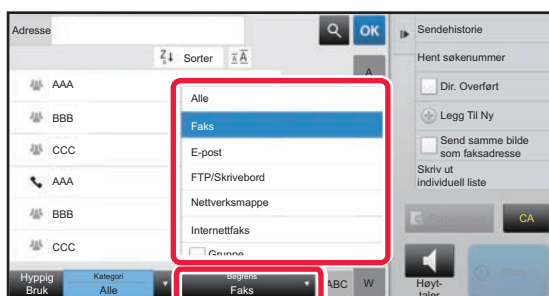 Adresse
OK
Sorter
A
AAA
BBB
CCC
AAA
BBB
CCC
Alle
Faks
E-post
FTP/Skrivebord
Nettverksmappe
Internettfaks
Gruppe
Hyppig
Bruk
Kategori
Alle
Begrens
Faks
ABC
W
Sendehistorie
Hent søkenummer
Dir. Overført
Legg Til Ny
Send samme bilde
som faksadresse
Skriv ut
individuell liste
CA
Høyt-
taler
Start